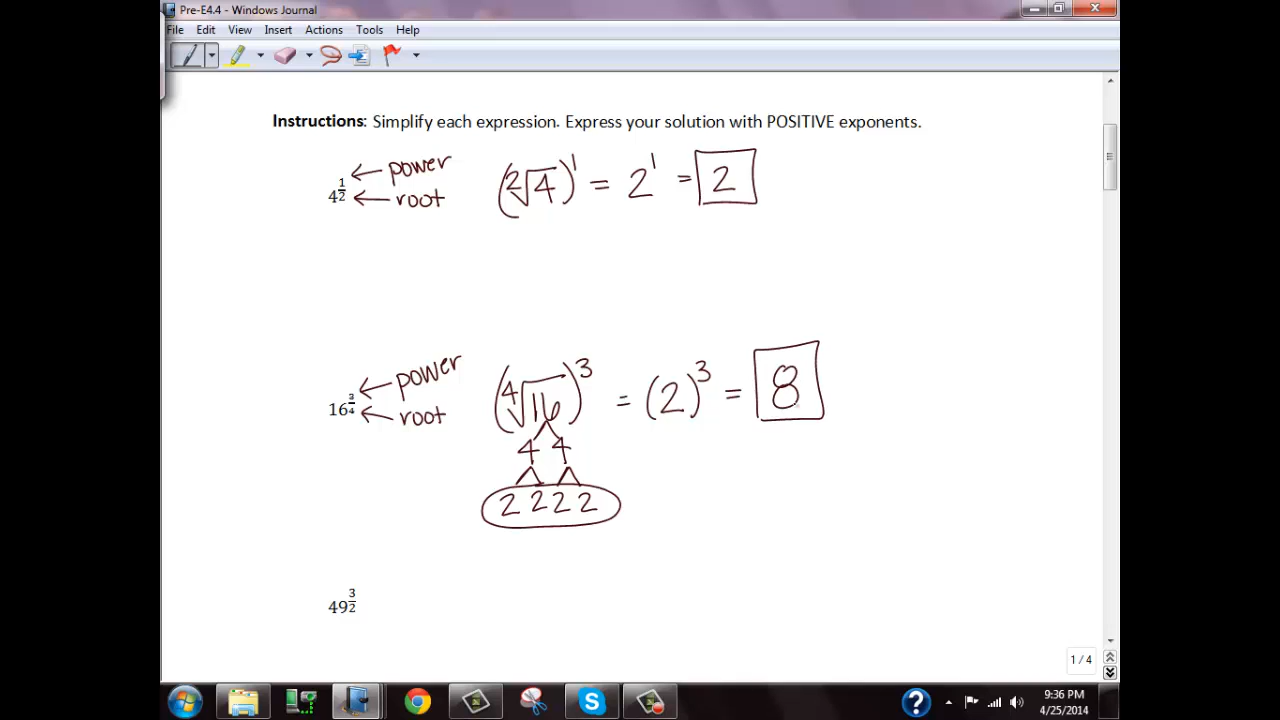 Pre-E4.4 - Windows Journal
File Edit View Insert Actions Tools Help
Instructions: Simplify each expression. Express your solution with POSITIVE exponents.
4^(1/2) ← power ← root (²√4)¹ = 2¹ = 2
16^(3/4) ← power ← root (⁴√16)³ = (2)³ = 8
4 4
2 2 2 2
49^(3/2)
1 / 4
9:36 PM
4/25/2014